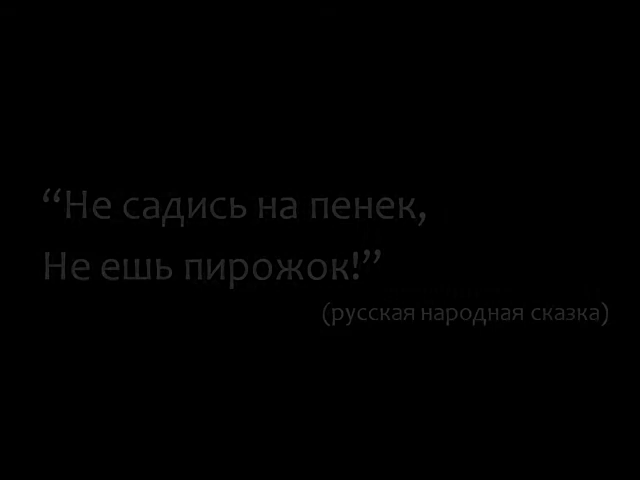 “Не садись на пенек,
Не ешь пирожок!”
(русская народная сказка)